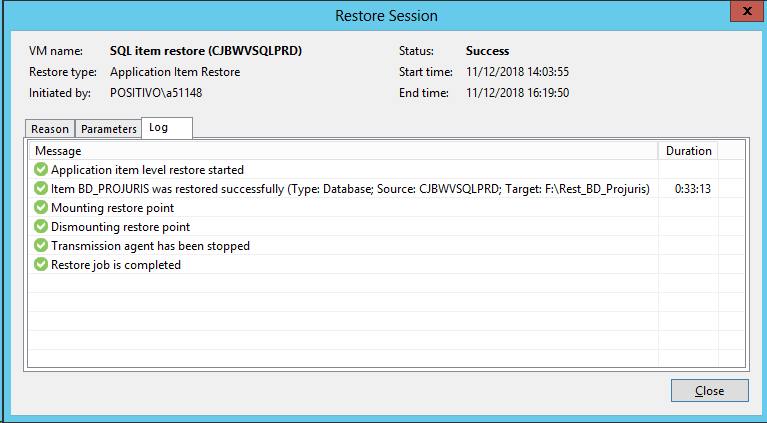 Restore Session
x
VM name: SQL item restore (CJBWVSQLPRD) Status: Success
Restore type: Application Item Restore Start time: 11/12/2018 14:03:55
Initiated by: POSITIVO\a51148 End time: 11/12/2018 16:19:50
Reason Parameters Log
Message Duration
Application item level restore started
Item BD_PROJURIS was restored successfully (Type: Database; Source: CJBWVSQLPRD; Target: F:\Rest_BD_Projuris) 0:33:13
Mounting restore point
Dismounting restore point
Transmission agent has been stopped
Restore job is completed
Close